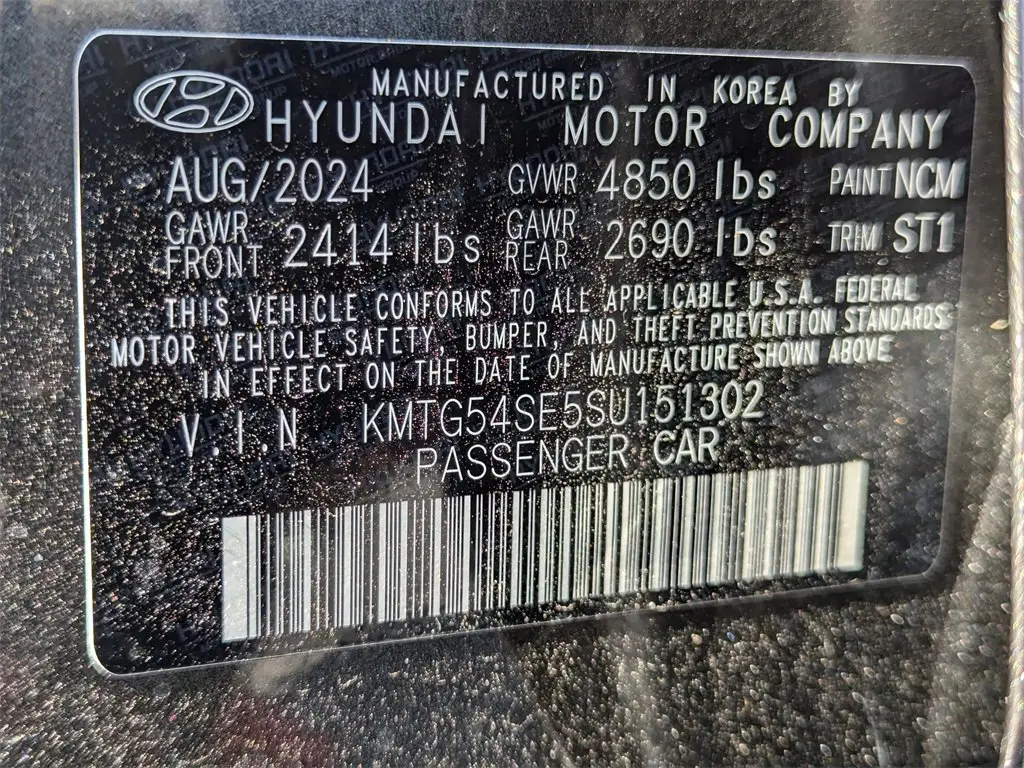 MANUFACTURED IN KOREA BY
HYUNDAI MOTOR COMPANY
AUG/2024 GVWR 4850 lbs PAINT NCM
GAWR FRONT 2414 lbs GAWR REAR 2690 lbs TRIM ST1
THIS VEHICLE CONFORMS TO ALL APPLICABLE U.S.A. FEDERAL
MOTOR VEHICLE SAFETY, BUMPER, AND THEFT PREVENTION STANDARDS
IN EFFECT ON THE DATE OF MANUFACTURE SHOWN ABOVE
V.I.N KMTG54SE5SU151302
PASSENGER CAR